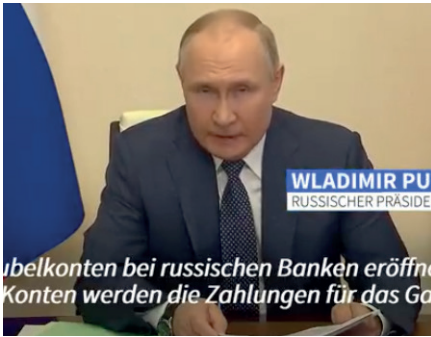 WLADIMIR PU
RUSSISCHER PRÄSIDE
ubelkonten bei russischen Banken eröffne
Konten werden die Zahlungen für das Ga